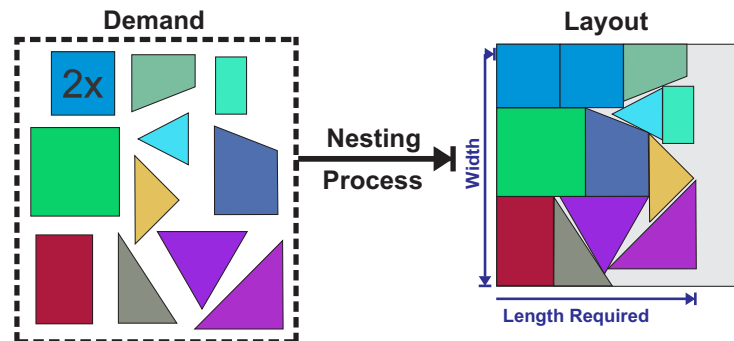 Demand
Layout
2x
Nesting
Process
Width
Length Required